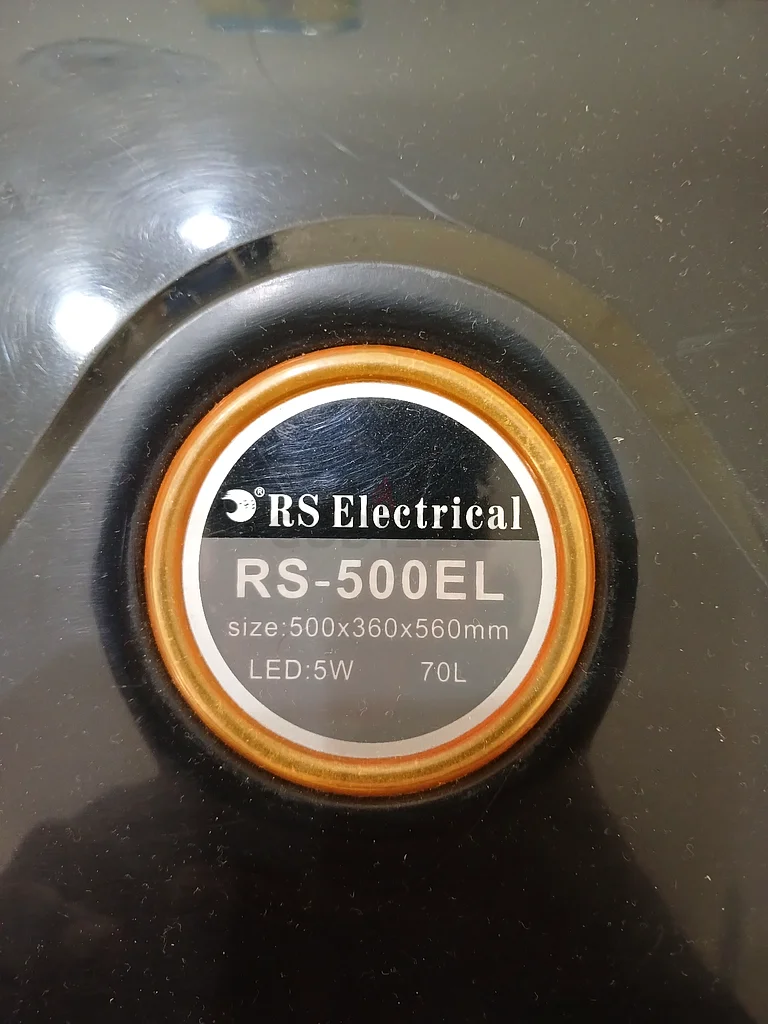 ® RS Electrical
RS-500EL
size:500x360x560mm
LED:5W 70L